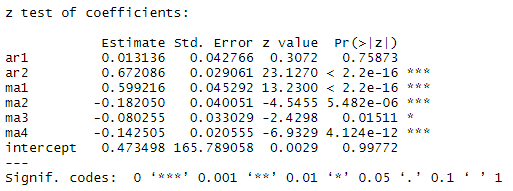 z test of coefficients:
Estimate Std. Error z value Pr(>|z|)
ar1 0.013136 0.042766 0.3072 0.75873
ar2 0.672086 0.029061 23.1270 < 2.2e-16 ***
ma1 0.599216 0.045292 13.2300 < 2.2e-16 ***
ma2 -0.182050 0.040051 -4.5455 5.482e-06 ***
ma3 -0.080255 0.033029 -2.4298 0.01511 *
ma4 -0.142505 0.020555 -6.9329 4.124e-12 ***
intercept 0.473498 165.789058 0.0029 0.99772
---
Signif. codes: 0 ‘***’ 0.001 ‘**’ 0.01 ‘*’ 0.05 ‘.’ 0.1 ‘ ’ 1